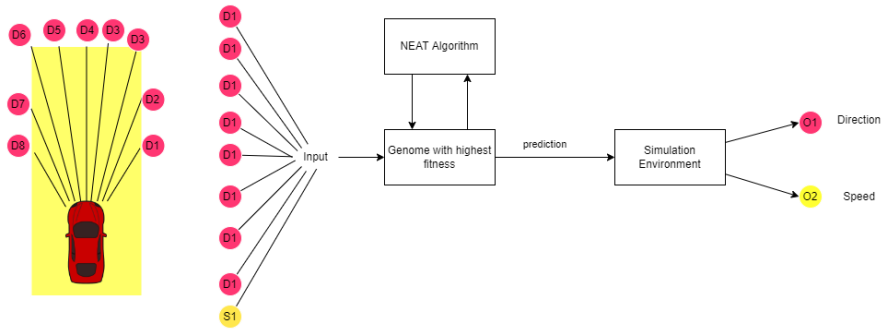 D6
D5
D4
D3
D3
D7
D2
D8
D1
D1
D1
D1
D1
D1
D1
D1
D1
S1
Input
NEAT Algorithm
Genome with highest
fitness
prediction
Simulation
Environment
O1
Direction
O2
Speed